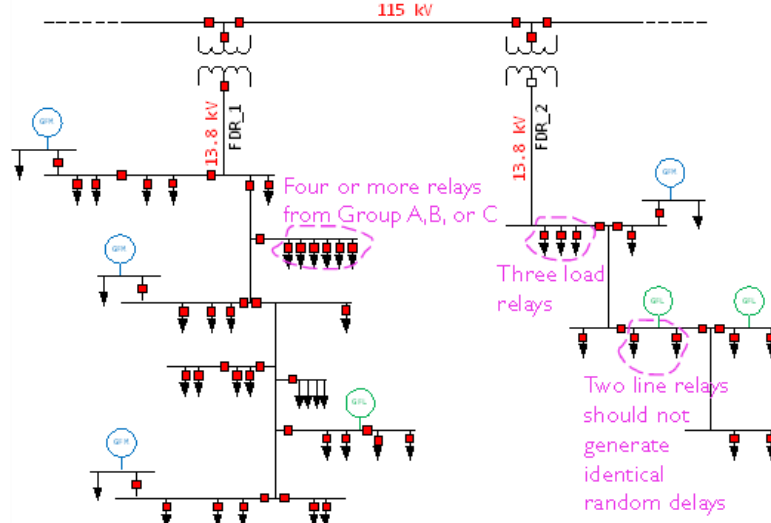 115 kV
13.8 kV
FDR_1
13.8 kV
FDR_2
GFM
GFM
Four or more relays
from Group A,B, or C
GFM
Three load
relays
GFL
GFL
Two line relays
should not
generate
identical
random delays
GFL
GFM